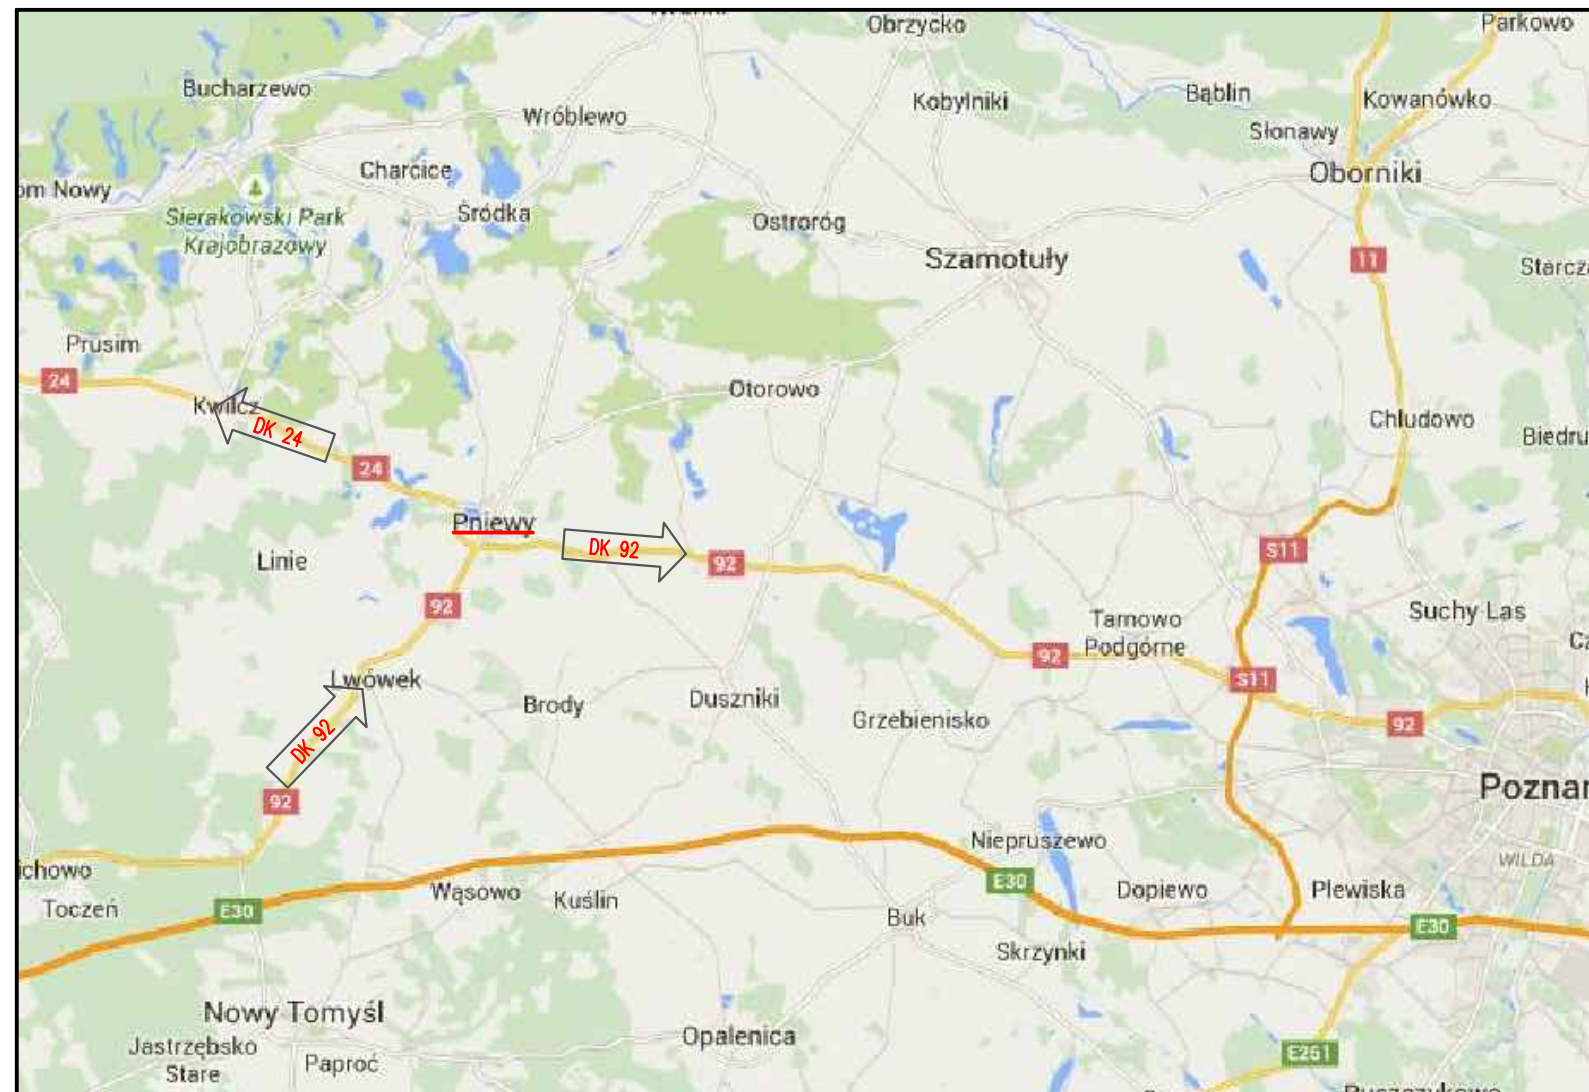 Obrzycko
Parkowo
Bucharzewo
Kobylniki
Bąblin
Kowanówko
Wróblewo
Słonawy
Charcice
Oborniki
om Nowy
Sierakowski Park
Krajobrazowy
Śródka
Ostroróg
Szamotuły
11
Starcza
Prusim
24
Kwilcz
DK 24
Otorowo
Chludowo
Biedru
24
Pniewy
DK 92
92
S11
Linie
92
Suchy Las
Tarnowo
Podgórne
92
Lwówek
S11
Brody
Duszniki
Grzebienisko
92
DK 92
92
Poznań
Niepruszewo
ichowo
WILDA
Toczeń
E30
Wąsowo
Kuślin
E30
Dopiewo
Plewiska
Buk
E30
Skrzynki
Nowy Tomyśl
Opalenica
Jastrzębsko
Stare
Paproć
E261